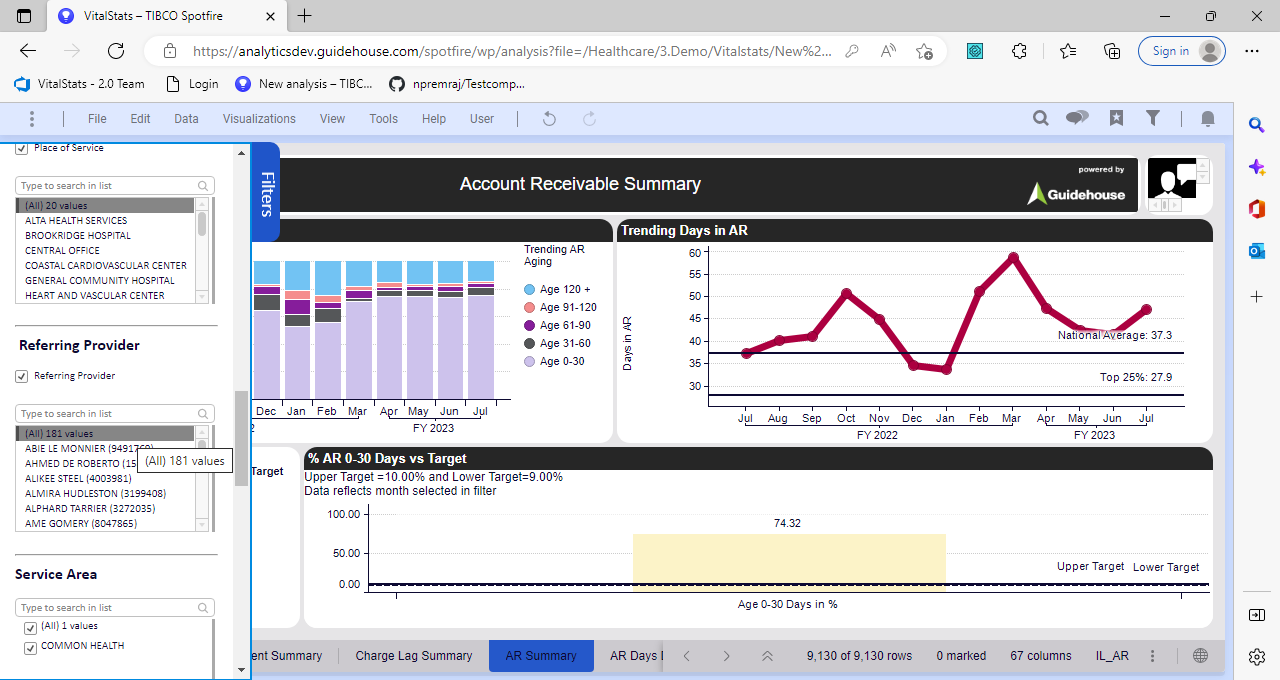 VitalStats – TIBCO Spotfire
https://analyticsdev.guidehouse.com/spotfire/wp/analysis?file=/Healthcare/3.Demo/Vitalstats/New%2...
Sign in
VitalStats - 2.0 Team
Login
New analysis – TIBC...
npremraj/Testcomp...
File Edit Data Visualizations View Tools Help User
Place of Service
Type to search in list
(All) 20 values
ALTA HEALTH SERVICES
BROOKRIDGE HOSPITAL
CENTRAL OFFICE
COASTAL CARDIOVASCULAR CENTER
GENERAL COMMUNITY HOSPITAL
HEART AND VASCULAR CENTER
Referring Provider
Referring Provider
Type to search in list
(All) 181 values
ABIE LE MONNIER (9491760)
AHMED DE ROBERTO (15
(All) 181 values
ALIKEE STEEL (4003981)
ALMIRA HUDLESTON (3199408)
ALPHARD TARRIER (3272035)
AME GOMERY (8047865)
Service Area
Type to search in list
(All) 1 values
COMMON HEALTH
Filters
Account Receivable Summary
powered by
Guidehouse
Trending AR
Aging
Age 120 +
Age 91-120
Age 61-90
Age 31-60
Age 0-30
Dec Jan Feb Mar Apr May Jun Jul
2 FY 2023
Trending Days in AR
Days in AR
60
55
50
45
40
35
30
National Average: 37.3
Top 25%: 27.9
Jul Aug Sep Oct Nov Dec Jan Feb Mar Apr May Jun Jul
FY 2022 FY 2023
Target
% AR 0-30 Days vs Target
Upper Target =10.00% and Lower Target=9.00%
Data reflects month selected in filter
100.00
50.00
0.00
74.32
Upper Target Lower Target
Age 0-30 Days in %
ent Summary
Charge Lag Summary
AR Summary
AR Days I
9,130 of 9,130 rows
0 marked
67 columns
IL_AR